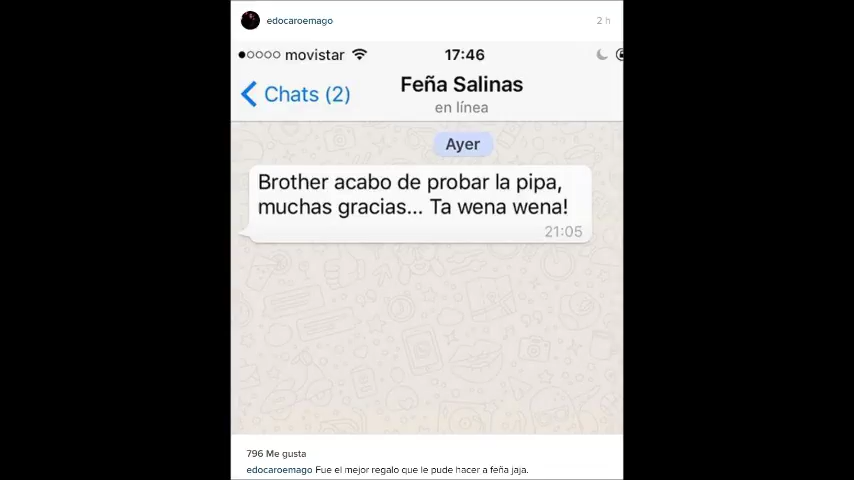 edocaroemago 2 h
movistar 17:46
Chats (2) Feña Salinas
en línea
Ayer
Brother acabo de probar la pipa,
muchas gracias... Ta wena wena!
21:05
796 Me gusta
edocaroemago Fue el mejor regalo que le pude hacer a feña jaja.